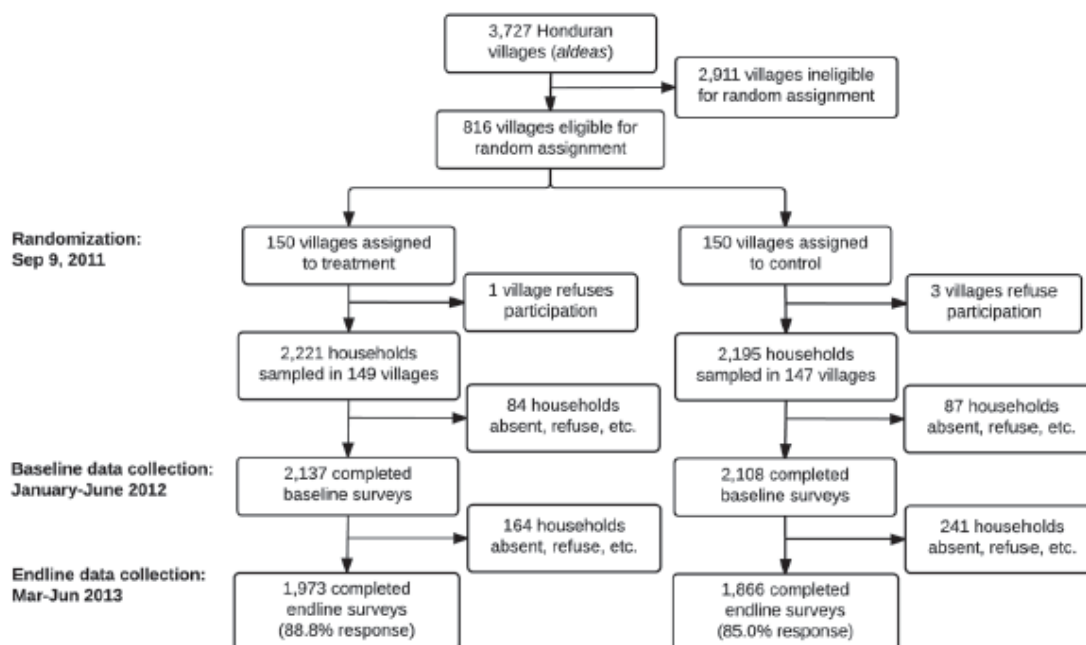 3,727 Honduran
villages (aldeas)
2,911 villages ineligible
for random assignment
816 villages eligible for
random assignment
Randomization:
Sep 9, 2011
150 villages assigned
to treatment
150 villages assigned
to control
1 village refuses
participation
3 villages refuse
participation
2,221 households
sampled in 149 villages
2,195 households
sampled in 147 villages
84 households
absent, refuse, etc.
87 households
absent, refuse, etc.
Baseline data collection:
January-June 2012
2,137 completed
baseline surveys
2,108 completed
baseline surveys
164 households
absent, refuse, etc.
241 households
absent, refuse, etc.
Endline data collection:
Mar-Jun 2013
1,973 completed
endline surveys
(88.8% response)
1,866 completed
endline surveys
(85.0% response)